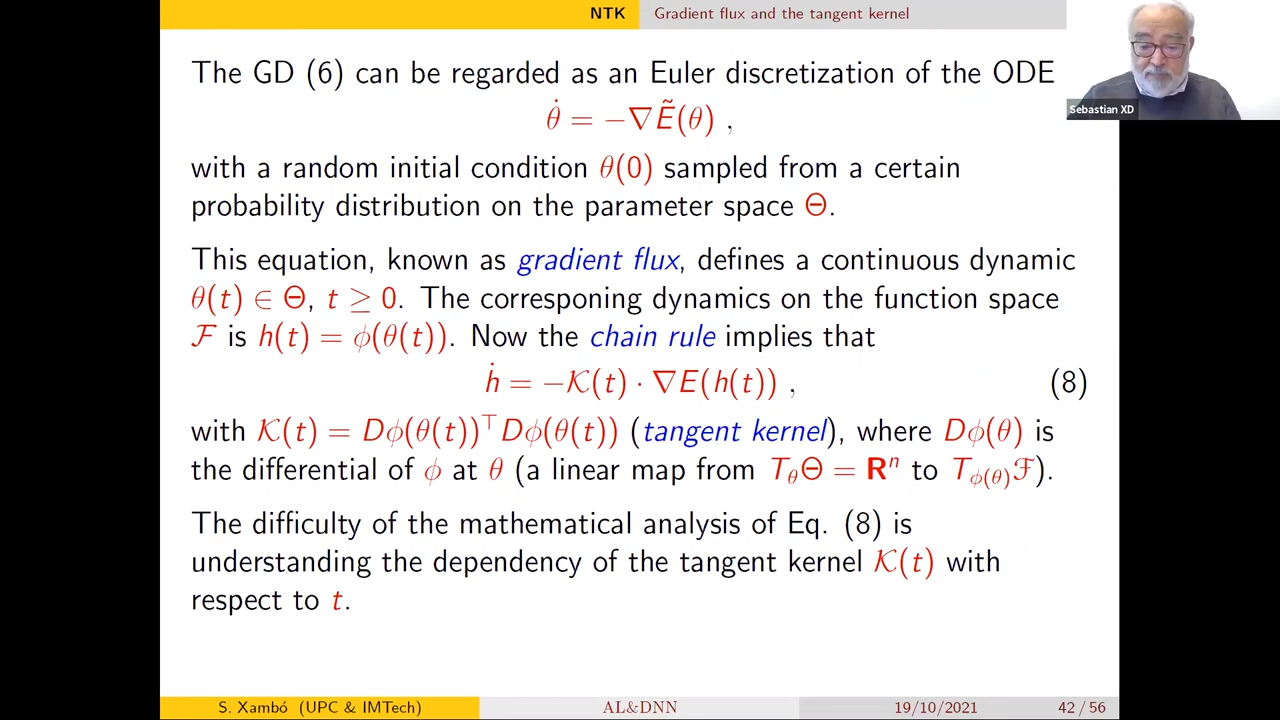 NTK Gradient flux and the tangent kernel
Sebastian XD
The GD (6) can be regarded as an Euler discretization of the ODE
θ̇ = −∇Ẽ(θ) ,
with a random initial condition θ(0) sampled from a certain
probability distribution on the parameter space Θ.
This equation, known as gradient flux, defines a continuous dynamic
θ(t) ∈ Θ, t ≥ 0. The corresponing dynamics on the function space
ℱ is h(t) = ϕ(θ(t)). Now the chain rule implies that
ḣ = −𝒦(t) · ∇E(h(t)) , (8)
with 𝒦(t) = Dϕ(θ(t))⊤Dϕ(θ(t)) (tangent kernel), where Dϕ(θ) is
the differential of ϕ at θ (a linear map from T_θΘ = Rⁿ to T_ϕ(θ)ℱ).
The difficulty of the mathematical analysis of Eq. (8) is
understanding the dependency of the tangent kernel 𝒦(t) with
respect to t.
S. Xambó (UPC & IMTech) AL&DNN 19/10/2021 42 / 56